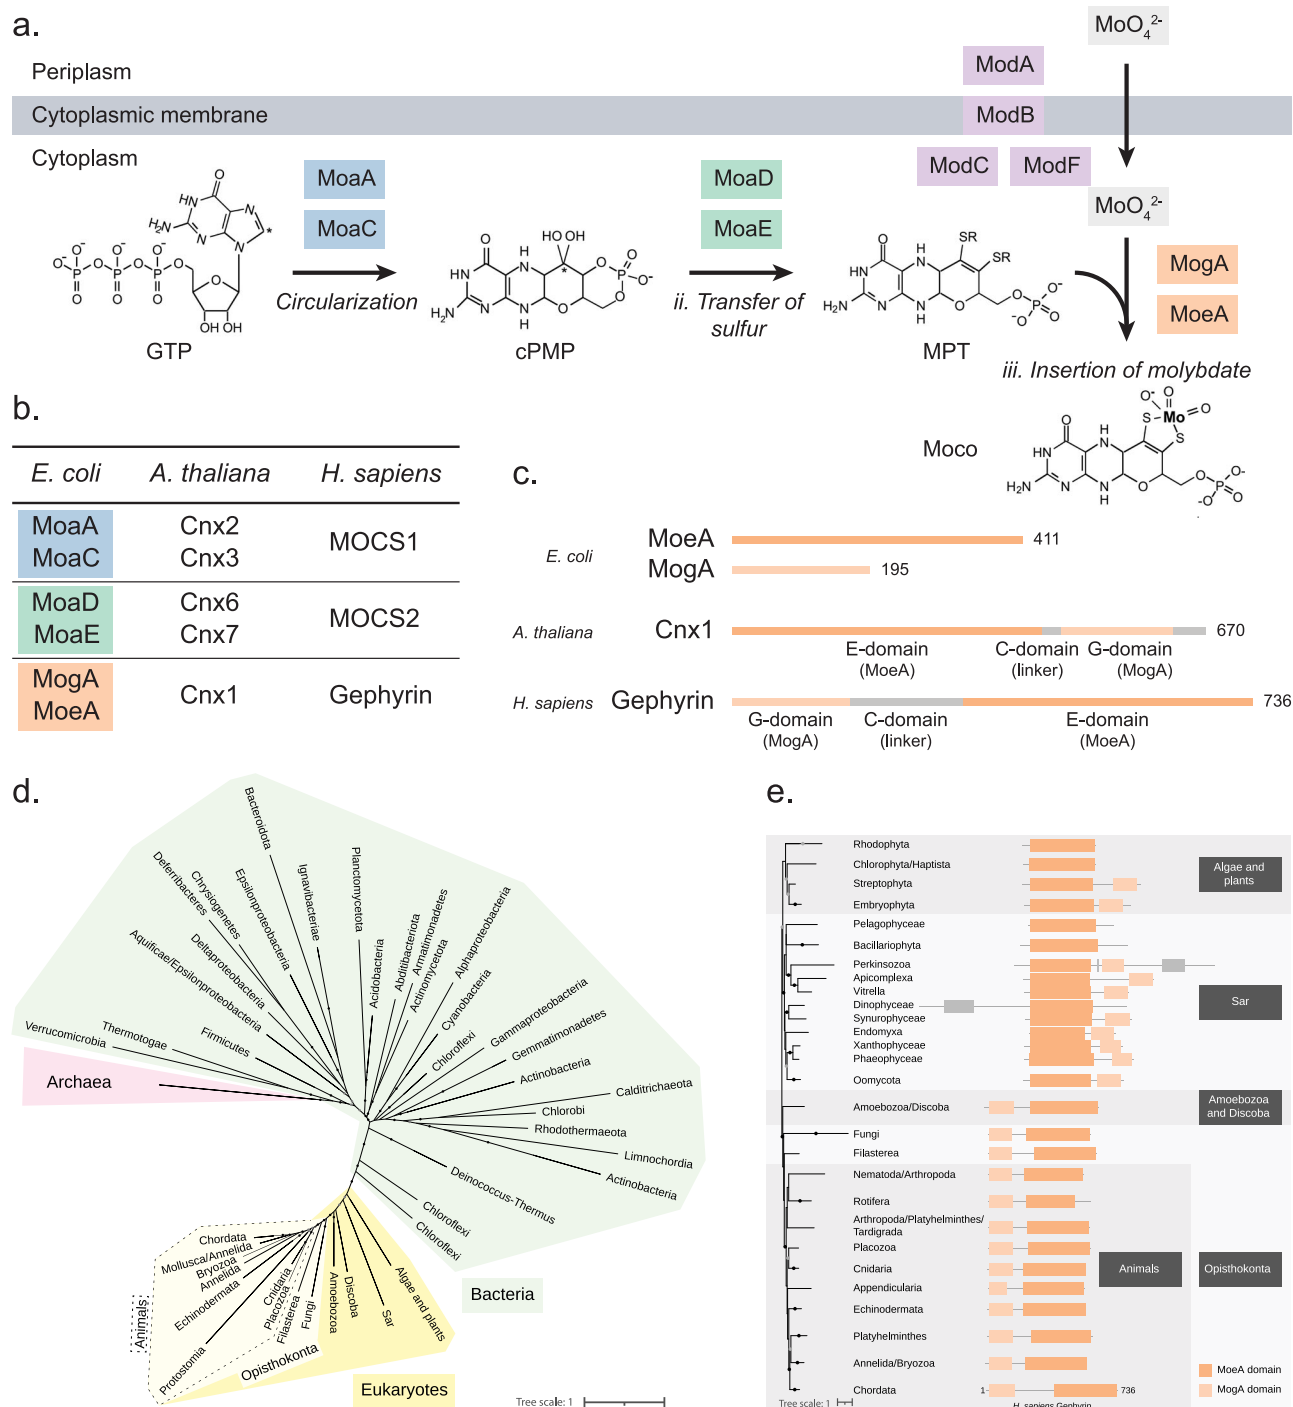 a.
MoO₄²⁻
Periplasm
ModA
Cytoplasmic membrane
ModB
Cytoplasm
MoaA
MoaD
ModC
ModF
MoaC
MoaE
MoO₄²⁻
MogA
MoeA
Circularization
ii. Transfer of
sulfur
GTP
cPMP
MPT
iii. Insertion of molybdate
Moco
b.
E. coli A. thaliana H. sapiens
MoaA Cnx2
MOCS1
MoaC Cnx3
MoaD Cnx6
MOCS2
MoaE Cnx7
MogA
Cnx1 Gephyrin
MoeA
c.
E. coli
MoeA 411
MogA 195
A. thaliana Cnx1 670
E-domain C-domain G-domain
(MoeA) (linker) (MogA)
H. sapiens Gephyrin 736
G-domain C-domain E-domain
(MogA) (linker) (MoeA)
d.
Bacteroidota
Deferribacteres
Chrysiogenetes
Epsilonproteobacteria
Ignavibacteriae
Planctomycetota
Acidobacteria
Abditibacteriota
Armatimonadetes
Actinomycetota
Alphaproteobacteria
Cyanobacteria
Chloroflexi
Gammaproteobacteria
Gemmatimonadetes
Actinobacteria
Calditrichaeota
Chlorobi
Rhodothermaeota
Limnochordia
Actinobacteria
Deinococcus-Thermus
Chloroflexi
Chloroflexi
Aquificae/Epsilonproteobacteria
Deltaproteobacteria
Firmicutes
Thermotogae
Verrucomicrobia
Archaea
Bacteria
Chordata
Mollusca/Annelida
Bryozoa
Annelida
Echinodermata
Protostomia
Cnidaria
Placozoa
Filasterea
Fungi
Amoebozoa
Discoba
Sar
Algae and plants
Animals
Opisthokonta
Eukaryotes
Tree scale: 1
e.
Rhodophyta
Chlorophyta/Haptista
Streptophyta
Embryophyta
Algae and
plants
Pelagophyceae
Bacillariophyta
Perkinsozoa
Apicomplexa
Vitrella
Dinophyceae
Synurophyceae
Endomyxa
Xanthophyceae
Phaeophyceae
Oomycota
Sar
Amoebozoa/Discoba
Amoebozoa
and Discoba
Fungi
Filasterea
Nematoda/Arthropoda
Rotifera
Arthropoda/Platyhelminthes/
Tardigrada
Placozoa
Cnidaria
Appendicularia
Echinodermata
Platyhelminthes
Annelida/Bryozoa
Chordata
Animals
Opisthokonta
1 736
H. sapiens Gephyrin
MoeA domain
MogA domain
Tree scale: 1